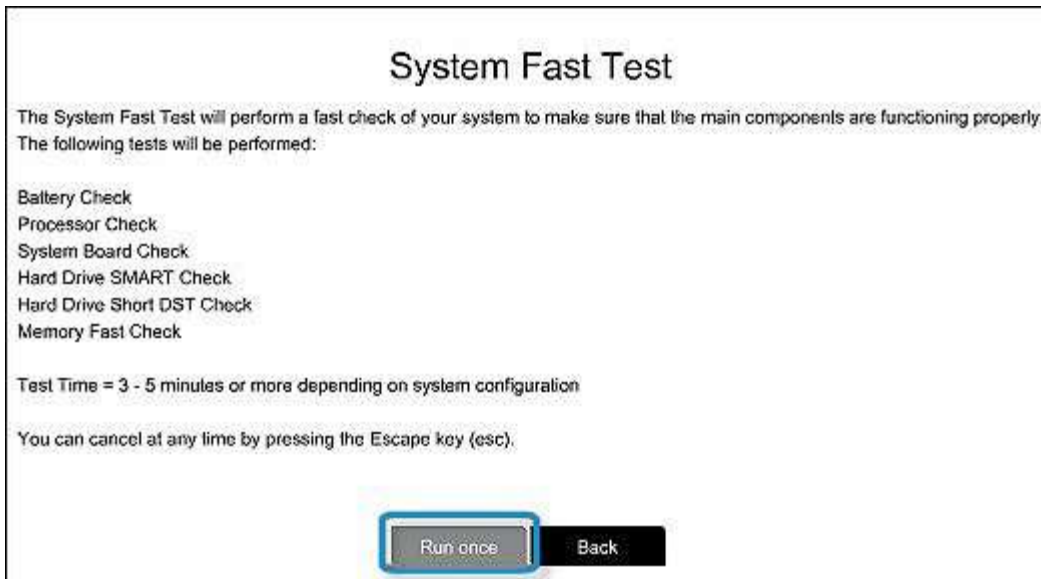 System Fast Test
The System Fast Test will perform a fast check of your system to make sure that the main components are functioning properly
The following tests will be performed:
Battery Check
Processor Check
System Board Check
Hard Drive SMART Check
Hard Drive Short DST Check
Memory Fast Check
Test Time = 3 - 5 minutes or more depending on system configuration
You can cancel at any time by pressing the Escape key (esc).
Run once Back